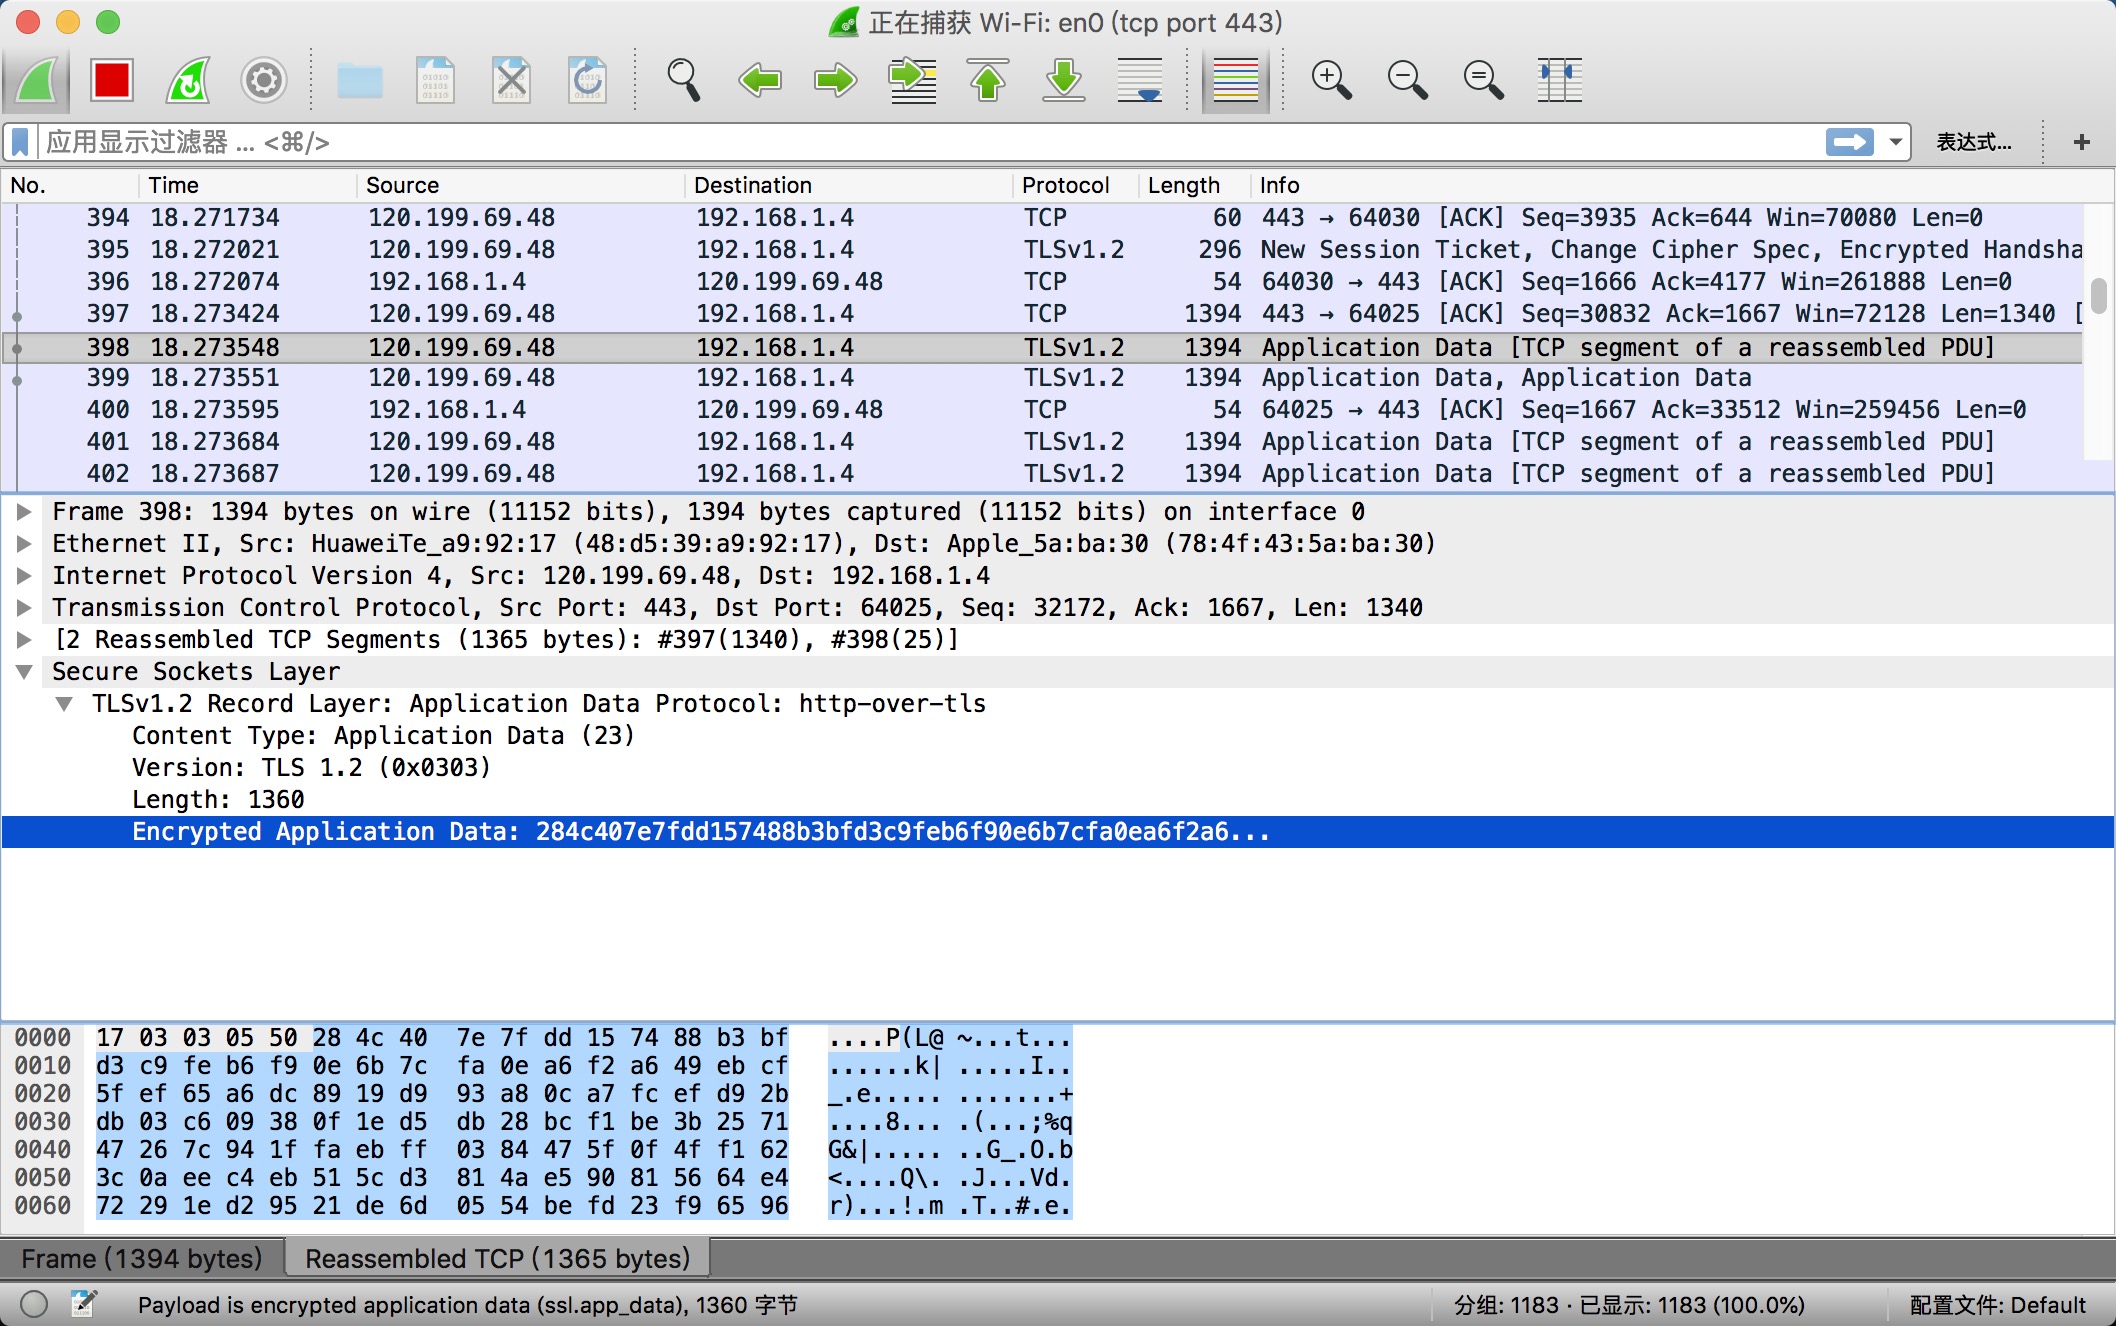 正在捕获 Wi-Fi: en0 (tcp port 443)
应用显示过滤器 ... <⌘/>
表达式... +
No. Time Source Destination Protocol Length Info
394 18.271734 120.199.69.48 192.168.1.4 TCP 60 443 → 64030 [ACK] Seq=3935 Ack=644 Win=70080 Len=0
395 18.272021 120.199.69.48 192.168.1.4 TLSv1.2 296 New Session Ticket, Change Cipher Spec, Encrypted Handsha
396 18.272074 192.168.1.4 120.199.69.48 TCP 54 64030 → 443 [ACK] Seq=1666 Ack=4177 Win=261888 Len=0
397 18.273424 120.199.69.48 192.168.1.4 TCP 1394 443 → 64025 [ACK] Seq=30832 Ack=1667 Win=72128 Len=1340 [
398 18.273548 120.199.69.48 192.168.1.4 TLSv1.2 1394 Application Data [TCP segment of a reassembled PDU]
399 18.273551 120.199.69.48 192.168.1.4 TLSv1.2 1394 Application Data, Application Data
400 18.273595 192.168.1.4 120.199.69.48 TCP 54 64025 → 443 [ACK] Seq=1667 Ack=33512 Win=259456 Len=0
401 18.273684 120.199.69.48 192.168.1.4 TLSv1.2 1394 Application Data [TCP segment of a reassembled PDU]
402 18.273687 120.199.69.48 192.168.1.4 TLSv1.2 1394 Application Data [TCP segment of a reassembled PDU]
Frame 398: 1394 bytes on wire (11152 bits), 1394 bytes captured (11152 bits) on interface 0
Ethernet II, Src: HuaweiTe_a9:92:17 (48:d5:39:a9:92:17), Dst: Apple_5a:ba:30 (78:4f:43:5a:ba:30)
Internet Protocol Version 4, Src: 120.199.69.48, Dst: 192.168.1.4
Transmission Control Protocol, Src Port: 443, Dst Port: 64025, Seq: 32172, Ack: 1667, Len: 1340
[2 Reassembled TCP Segments (1365 bytes): #397(1340), #398(25)]
Secure Sockets Layer
TLSv1.2 Record Layer: Application Data Protocol: http-over-tls
Content Type: Application Data (23)
Version: TLS 1.2 (0x0303)
Length: 1360
Encrypted Application Data: 284c407e7fdd157488b3bfd3c9feb6f90e6b7cfa0ea6f2a6...
0000 17 03 03 05 50 28 4c 40 7e 7f dd 15 74 88 b3 bf ....P(L@ ~...t...
0010 d3 c9 fe b6 f9 0e 6b 7c fa 0e a6 f2 a6 49 eb cf ......k| .....I..
0020 5f ef 65 a6 dc 89 19 d9 93 a8 0c a7 fc ef d9 2b _.e..... .......+
0030 db 03 c6 09 38 0f 1e d5 db 28 bc f1 be 3b 25 71 ....8... .(...;%q
0040 47 26 7c 94 1f fa eb ff 03 84 47 5f 0f 4f f1 62 G&|..... ..G_.O.b
0050 3c 0a ee c4 eb 51 5c d3 81 4a e5 90 81 56 64 e4 <....Q\. .J...Vd.
0060 72 29 1e d2 95 21 de 6d 05 54 be fd 23 f9 65 96 r)...!.m .T..#.e.
Frame (1394 bytes) Reassembled TCP (1365 bytes)
Payload is encrypted application data (ssl.app_data), 1360 字节
分组: 1183 · 已显示: 1183 (100.0%)
配置文件: Default